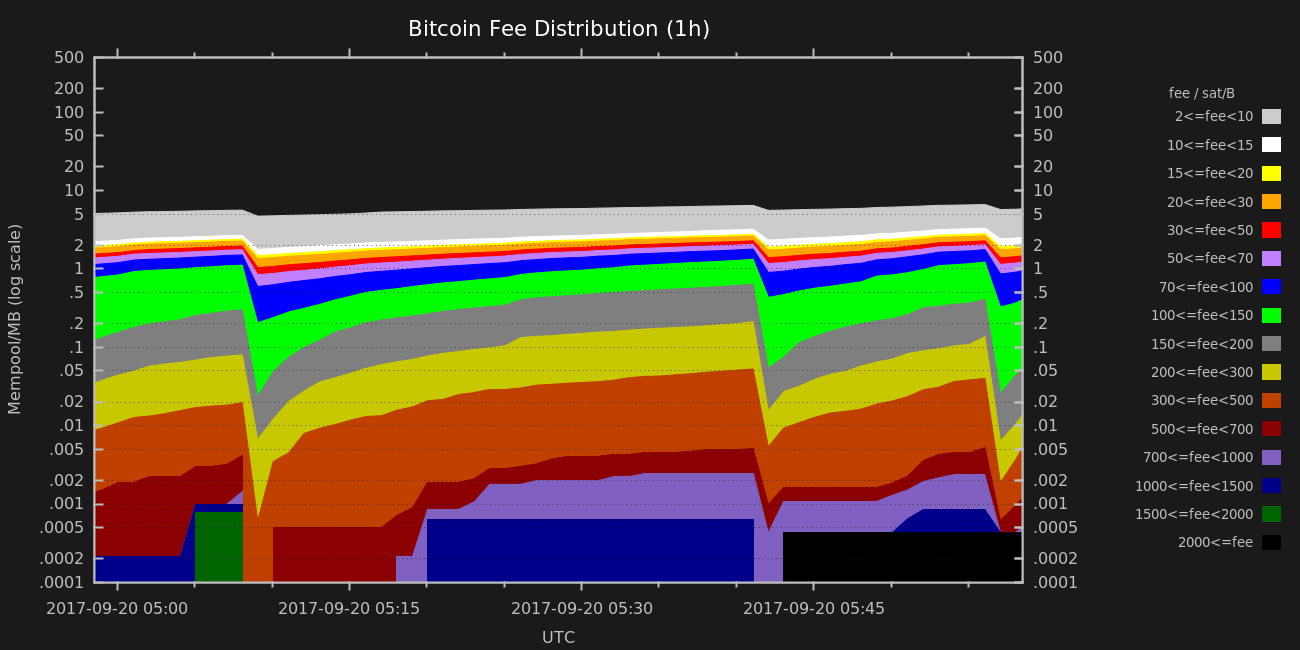 Bitcoin Fee Distribution (1h)
Mempool/MB (log scale)
500
200
100
50
20
10
5
2
1
.5
.2
.1
.05
.02
.01
.005
.002
.001
.0005
.0002
.0001
500
200
100
50
20
10
5
2
1
.5
.2
.1
.05
.02
.01
.005
.002
.001
.0005
.0002
.0001
2017-09-20 05:00
2017-09-20 05:15
2017-09-20 05:30
2017-09-20 05:45
UTC
fee / sat/B
2<=fee<10
10<=fee<15
15<=fee<20
20<=fee<30
30<=fee<50
50<=fee<70
70<=fee<100
100<=fee<150
150<=fee<200
200<=fee<300
300<=fee<500
500<=fee<700
700<=fee<1000
1000<=fee<1500
1500<=fee<2000
2000<=fee